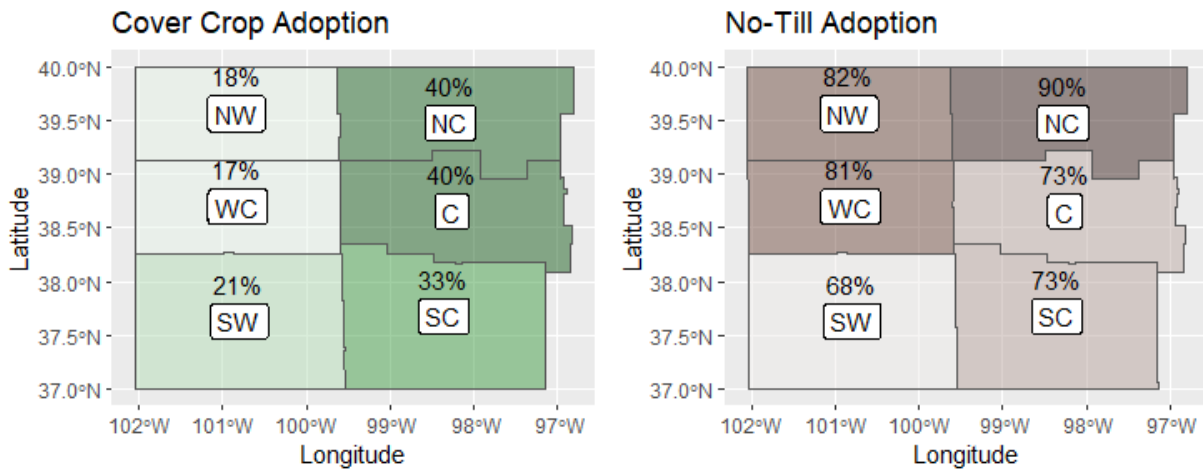 Cover Crop Adoption
40.0°N
39.5°N
39.0°N
38.5°N
38.0°N
37.5°N
37.0°N
Latitude
18%
NW
40%
NC
17%
WC
40%
C
21%
SW
33%
SC
102°W 101°W 100°W 99°W 98°W 97°W
Longitude
No-Till Adoption
40.0°N
39.5°N
39.0°N
38.5°N
38.0°N
37.5°N
37.0°N
Latitude
82%
NW
90%
NC
81%
WC
73%
C
68%
SW
73%
SC
102°W 101°W 100°W 99°W 98°W 97°W
Longitude